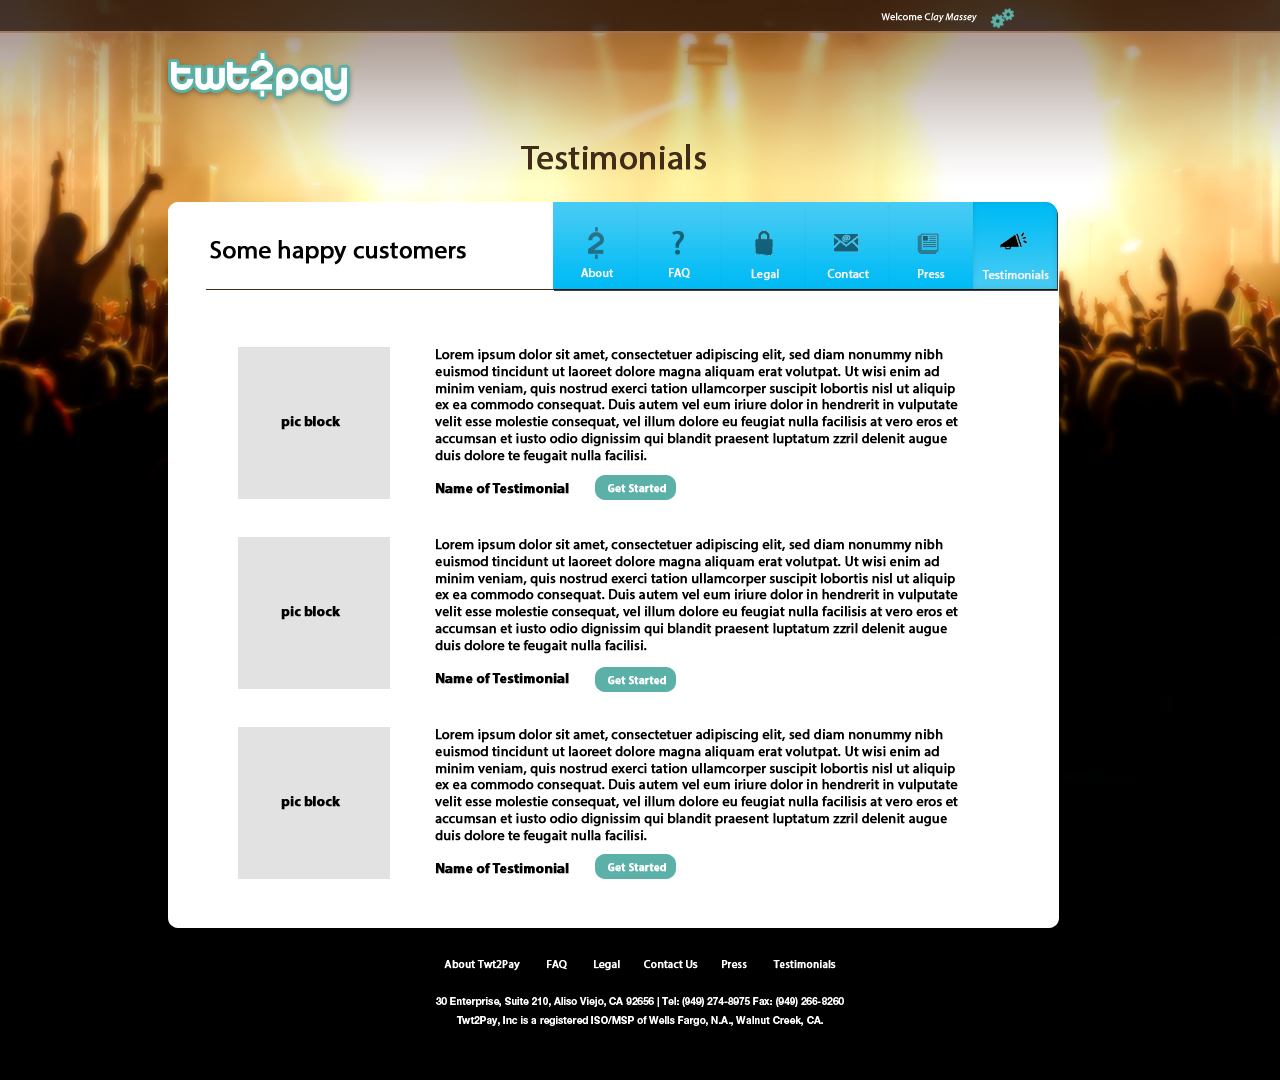 Welcome Clay Massey
twt2pay
Testimonials
Some happy customers
About
FAQ
Legal
Contact
Press
Testimonials
Lorem ipsum dolor sit amet, consectetuer adipiscing elit, sed diam nonummy nibh
euismod tincidunt ut laoreet dolore magna aliquam erat volutpat. Ut wisi enim ad
minim veniam, quis nostrud exerci tation ullamcorper suscipit lobortis nisl ut aliquip
ex ea commodo consequat. Duis autem vel eum iriure dolor in hendrerit in vulputate
velit esse molestie consequat, vel illum dolore eu feugiat nulla facilisis at vero eros et
accumsan et iusto odio dignissim qui blandit praesent luptatum zzril delenit augue
duis dolore te feugait nulla facilisi.
pic block
Name of Testimonial
Get Started
Lorem ipsum dolor sit amet, consectetuer adipiscing elit, sed diam nonummy nibh
euismod tincidunt ut laoreet dolore magna aliquam erat volutpat. Ut wisi enim ad
minim veniam, quis nostrud exerci tation ullamcorper suscipit lobortis nisl ut aliquip
ex ea commodo consequat. Duis autem vel eum iriure dolor in hendrerit in vulputate
velit esse molestie consequat, vel illum dolore eu feugiat nulla facilisis at vero eros et
accumsan et iusto odio dignissim qui blandit praesent luptatum zzril delenit augue
duis dolore te feugait nulla facilisi.
pic block
Name of Testimonial
Get Started
Lorem ipsum dolor sit amet, consectetuer adipiscing elit, sed diam nonummy nibh
euismod tincidunt ut laoreet dolore magna aliquam erat volutpat. Ut wisi enim ad
minim veniam, quis nostrud exerci tation ullamcorper suscipit lobortis nisl ut aliquip
ex ea commodo consequat. Duis autem vel eum iriure dolor in hendrerit in vulputate
velit esse molestie consequat, vel illum dolore eu feugiat nulla facilisis at vero eros et
accumsan et iusto odio dignissim qui blandit praesent luptatum zzril delenit augue
duis dolore te feugait nulla facilisi.
pic block
Name of Testimonial
Get Started
About Twt2Pay FAQ Legal Contact Us Press Testimonials
30 Enterprise, Suite 210, Aliso Viejo, CA 92656 | Tel: (949) 274-8975 Fax: (949) 266-8260
Twt2Pay, Inc is a registered ISO/MSP of Wells Fargo, N.A., Walnut Creek, CA.